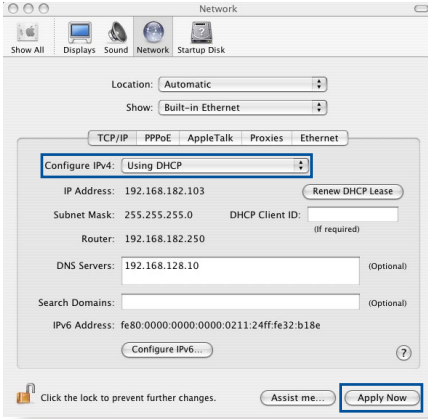 Network
Show All Displays Sound Network Startup Disk
Location: Automatic
Show: Built-in Ethernet
TCP/IP PPPoE AppleTalk Proxies Ethernet
Configure IPv4: Using DHCP
IP Address: 192.168.182.103 Renew DHCP Lease
Subnet Mask: 255.255.255.0 DHCP Client ID:
(If required)
Router: 192.168.182.250
DNS Servers: 192.168.128.10 (Optional)
Search Domains: (Optional)
IPv6 Address: fe80:0000:0000:0000:0211:24ff:fe32:b18e
Configure IPv6... ?
Click the lock to prevent further changes. Assist me... Apply Now